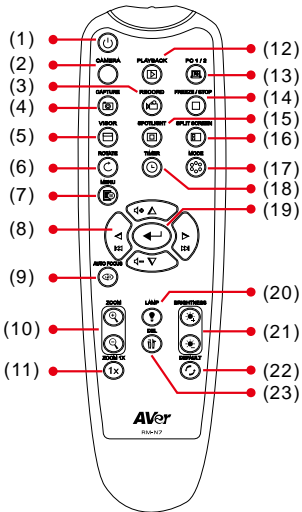 (1)
(2)
(3)
(4)
(5)
(6)
(7)
(8)
(9)
(10)
(11)
CAMERA PLAYBACK PC 1 / 2
CAPTURE RECORD FREEZE / STOP
VISOR SPOTLIGHT SPLIT SCREEN
ROTATE TIMER MODE
MENU
AUTO FOCUS
ZOOM LAMP BRIGHTNESS
DEL
ZOOM 1X DEFAULT
1x
AVer
RM-N7
(12)
(13)
(14)
(15)
(16)
(17)
(18)
(19)
(20)
(21)
(22)
(23)